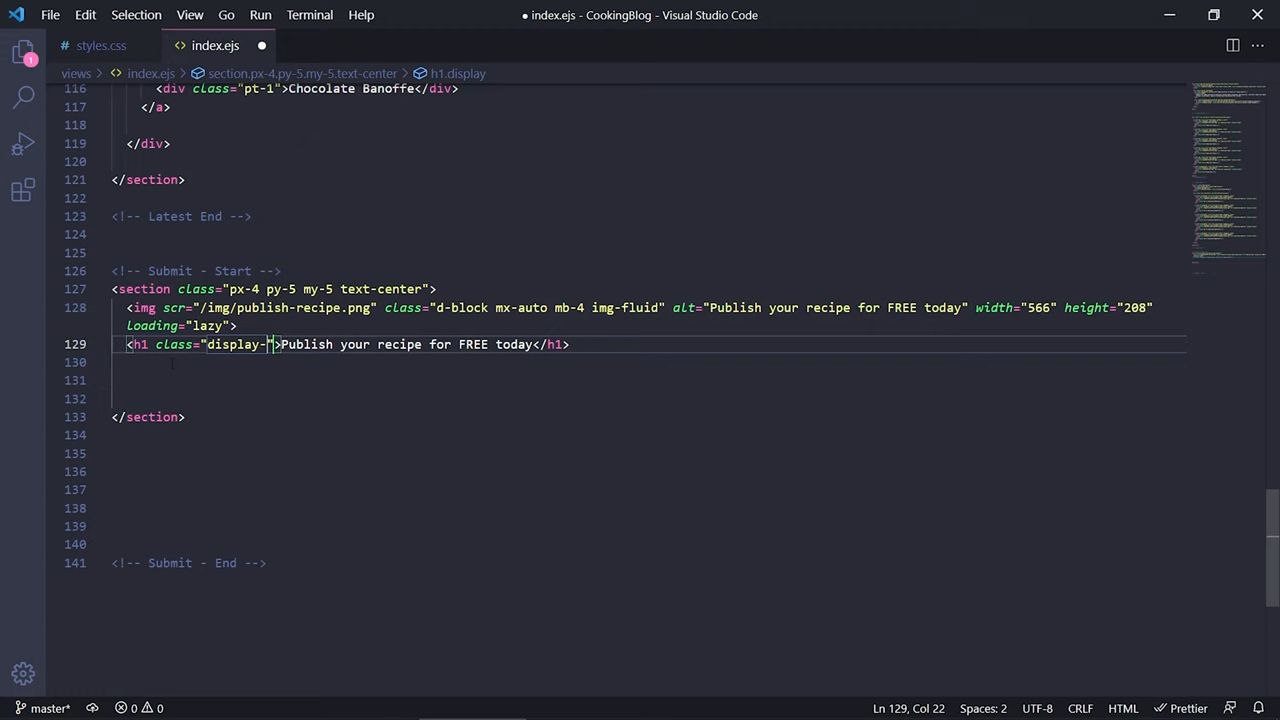 File Edit Selection View Go Run Terminal Help
● index.ejs - CookingBlog - Visual Studio Code
# styles.css
<> index.ejs
views > <> index.ejs > section.px-4.py-5.my-5.text-center > h1.display
1
116 <div class="pt-1">Chocolate Banoffe</div>
117 </a>
118
119 </div>
120
121 </section>
122
123 <!-- Latest End -->
124
125
126 <!-- Submit - Start -->
127 <section class="px-4 py-5 my-5 text-center">
128 <img scr="/img/publish-recipe.png" class="d-block mx-auto mb-4 img-fluid" alt="Publish your recipe for FREE today" width="566" height="208"
loading="lazy">
129 <h1 class="display-">Publish your recipe for FREE today</h1>
130
131
132
133 </section>
134
135
136
137
138
139
140
141 <!-- Submit - End -->
master* 0 0 Ln 129, Col 22 Spaces: 2 UTF-8 CRLF HTML Prettier